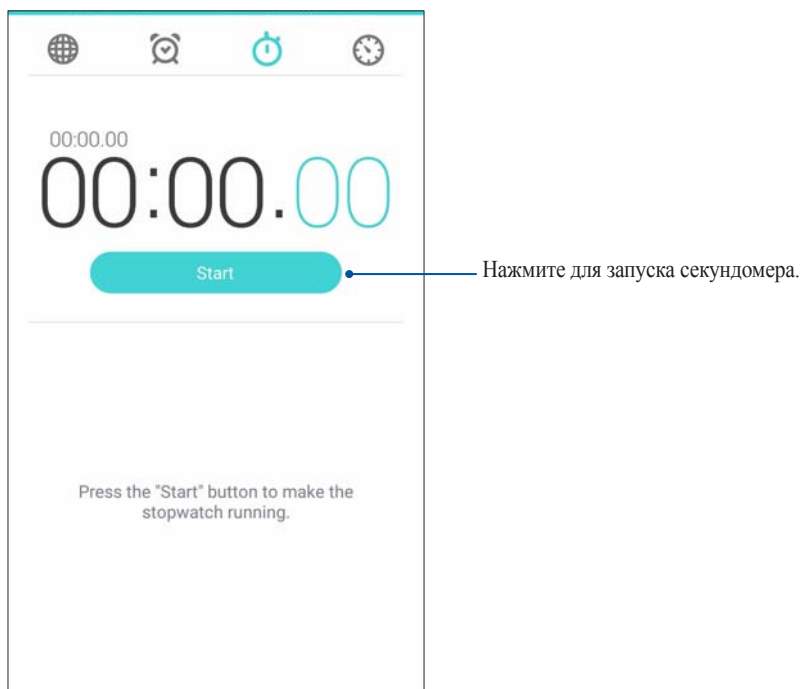 00:00.00
00:00.00
Start
Нажмите для запуска секундомера.
Press the "Start" button to make the
stopwatch running.